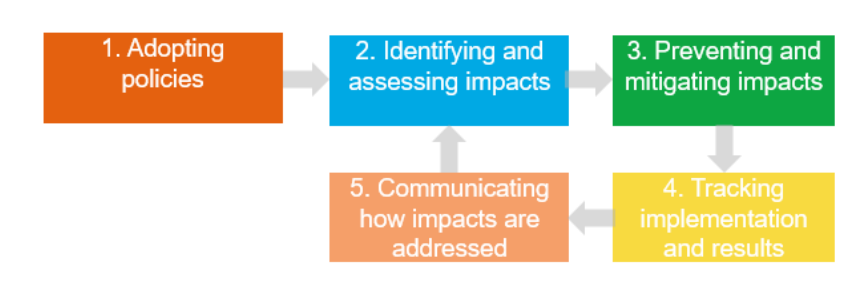 1. Adopting
policies
2. Identifying and
assessing impacts
3. Preventing and
mitigating impacts
4. Tracking
implementation
and results
5. Communicating
how impacts are
addressed